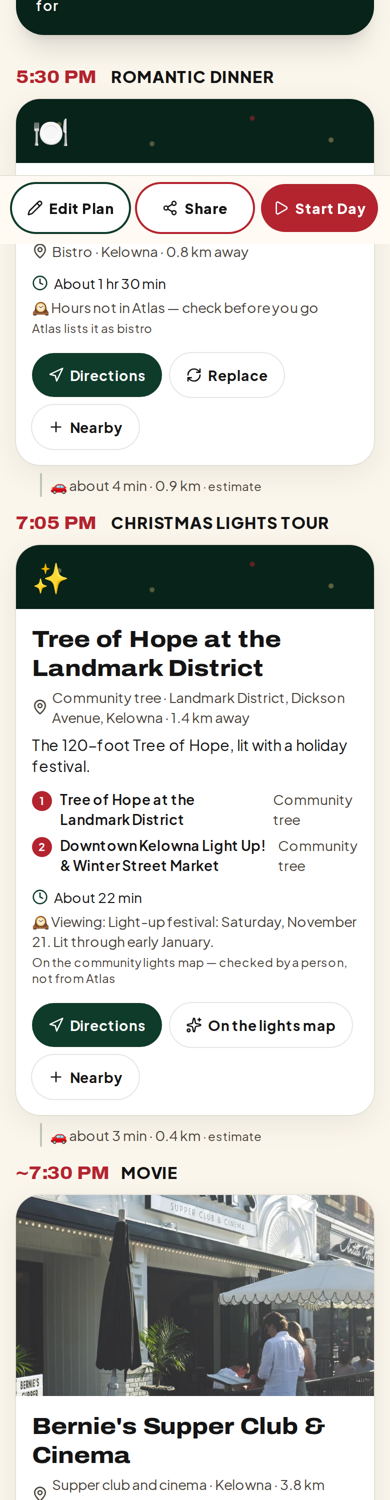 for
5:30 PM ROMANTIC DINNER
Edit Plan
Share
Start Day
Bistro · Kelowna · 0.8 km away
About 1 hr 30 min
Hours not in Atlas — check before you go
Atlas lists it as bistro
Directions
Replace
Nearby
about 4 min · 0.9 km · estimate
7:05 PM CHRISTMAS LIGHTS TOUR
Tree of Hope at the
Landmark District
Community tree · Landmark District, Dickson
Avenue, Kelowna · 1.4 km away
The 120-foot Tree of Hope, lit with a holiday
festival.
1 Tree of Hope at the Community
Landmark District tree
2 Downtown Kelowna Light Up! Community
& Winter Street Market tree
About 22 min
Viewing: Light-up festival: Saturday, November
21. Lit through early January.
On the community lights map — checked by a person,
not from Atlas
Directions
On the lights map
Nearby
about 3 min · 0.4 km · estimate
~7:30 PM MOVIE
SUPPER CLUB & CINEMA
BERNIE'S
SUPPER
Bernie's Supper Club &
Cinema
Supper club and cinema · Kelowna · 3.8 km